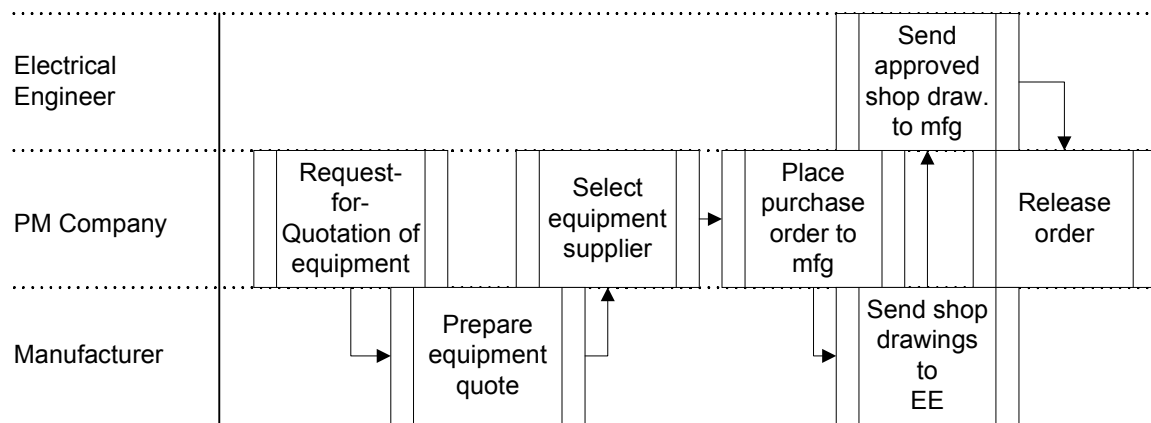 Electrical
Engineer
Send
approved
shop draw.
to mfg
PM Company
Request-
for-
Quotation of
equipment
Select
equipment
supplier
Place
purchase
order to
mfg
Release
order
Manufacturer
Prepare
equipment
quote
Send shop
drawings
to
EE